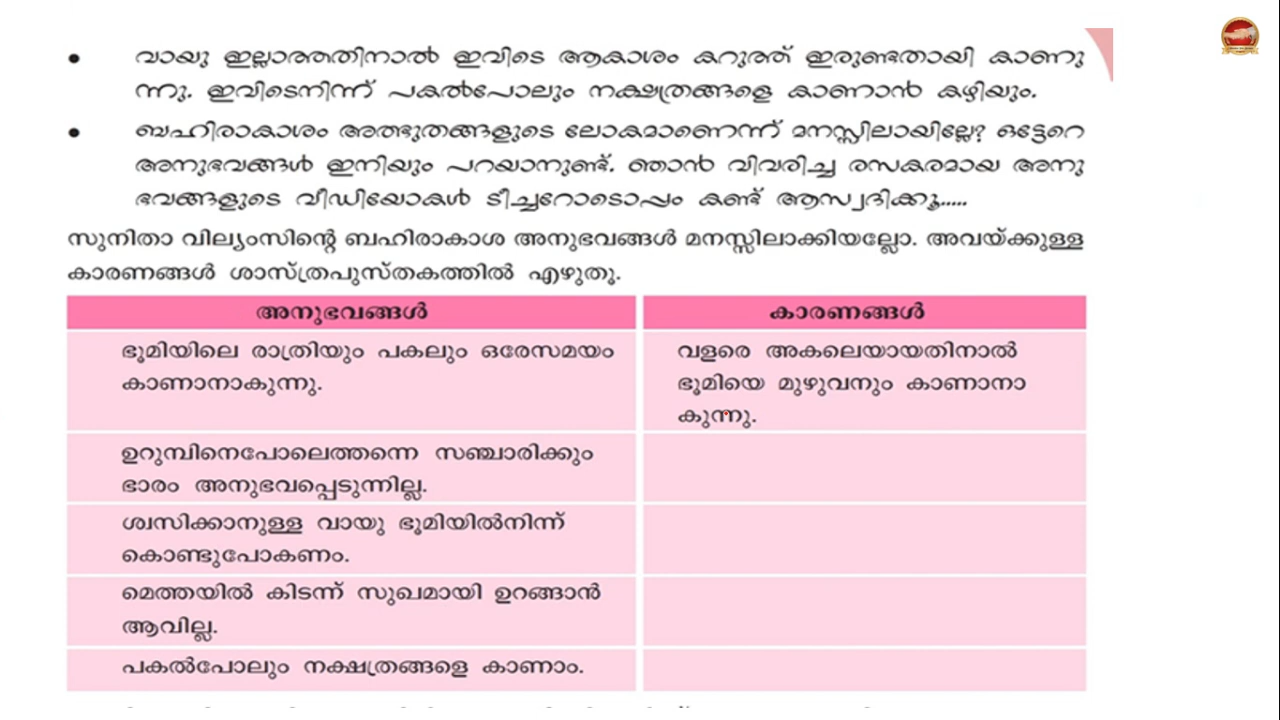 • വായു ഇല്ലാത്തതിനാൽ ഇവിടെ ആകാശം കറുത്ത് ഇരുണ്ടതായി കാണു
ന്നു. ഇവിടെനിന്ന് പകൽപോലും നക്ഷത്രങ്ങളെ കാണാൻ കഴിയും.
• ബഹിരാകാശം അത്ഭുതങ്ങളുടെ ലോകമാണെന്ന് മനസ്സിലായില്ലേ? ഒട്ടേറെ
അനുഭവങ്ങൾ ഇനിയും പറയാനുണ്ട്. ഞാൻ വിവരിച്ച രസകരമായ അനു
ഭവങ്ങളുടെ വീഡിയോകൾ ടീച്ചറോടൊപ്പം കണ്ട് ആസ്വദിക്കൂ.....
സുനിതാ വില്യംസിന്റെ ബഹിരാകാശ അനുഭവങ്ങൾ മനസ്സിലാക്കിയല്ലോ. അവയ്ക്കുള്ള
കാരണങ്ങൾ ശാസ്ത്രപുസ്തകത്തിൽ എഴുതൂ.
അനുഭവങ്ങൾ കാരണങ്ങൾ
ഭൂമിയിലെ രാത്രിയും പകലും ഒരേസമയം
കാണാനാകുന്നു.
വളരെ അകലെയായതിനാൽ
ഭൂമിയെ മുഴുവനും കാണാനാ
കുന്നു.
ഉറുമ്പിനെപോലെത്തന്നെ സഞ്ചാരിക്കും
ഭാരം അനുഭവപ്പെടുന്നില്ല.
ശ്വസിക്കാനുള്ള വായു ഭൂമിയിൽനിന്ന്
കൊണ്ടുപോകണം.
മെത്തയിൽ കിടന്ന് സുഖമായി ഉറങ്ങാൻ
ആവില്ല.
പകൽപോലും നക്ഷത്രങ്ങളെ കാണാം.